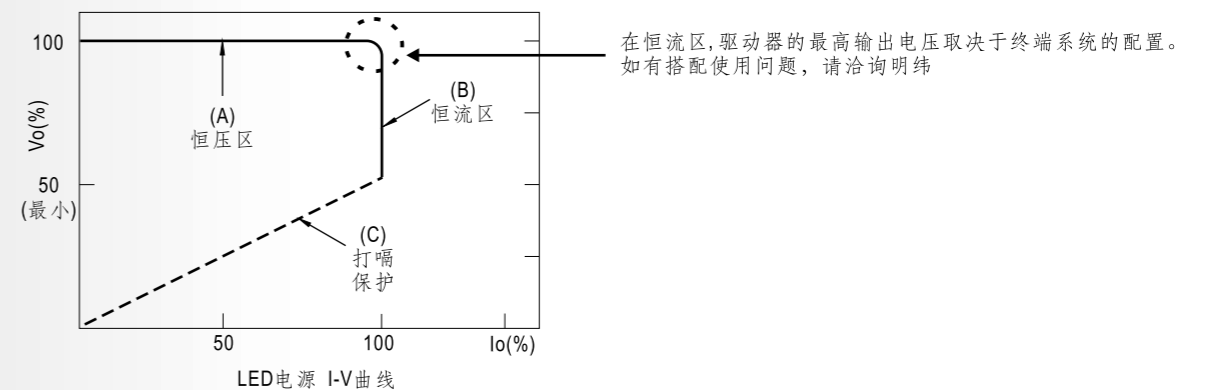 100
在恒流区,驱动器的最高输出电压取决于终端系统的配置。
如有搭配使用问题，请洽询明纬
Vo(%)
(A)
恒压区
(B)
恒流区
50
(最小)
(C)
打嗝
保护
50
100
Io(%)
LED电源 I-V曲线